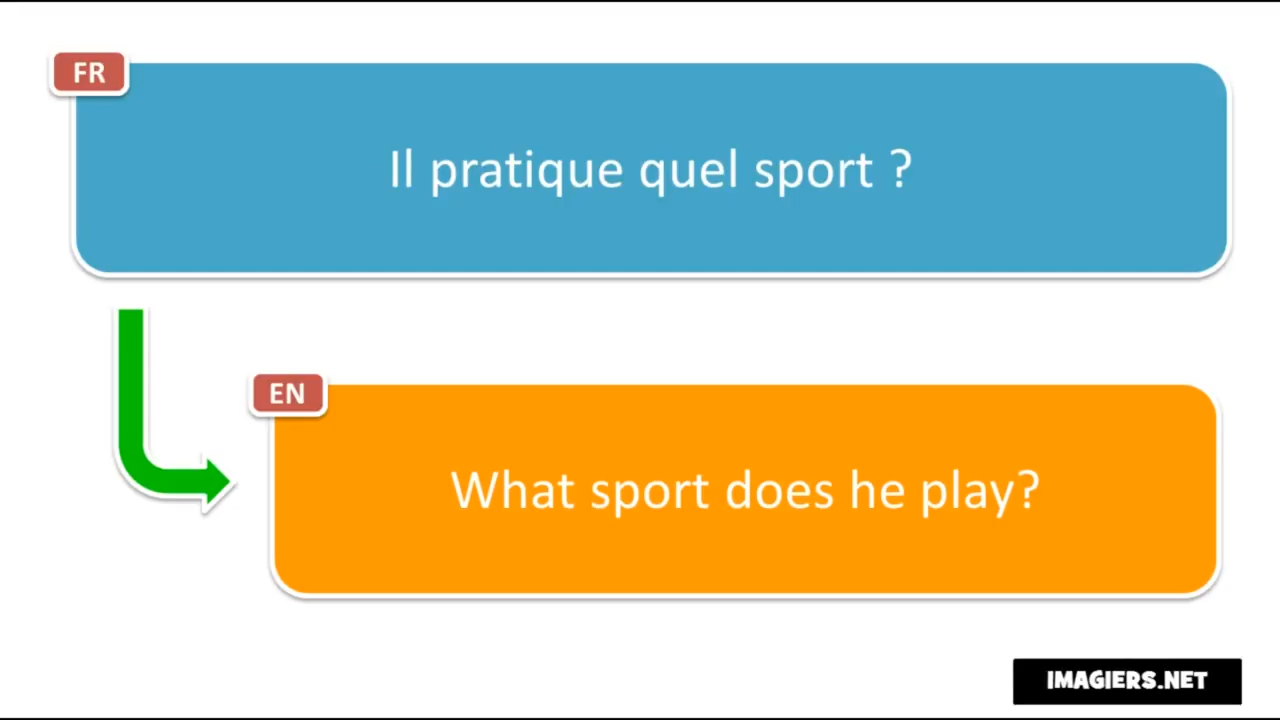 FR
Il pratique quel sport ?
EN
What sport does he play?
IMAGIERS.NET